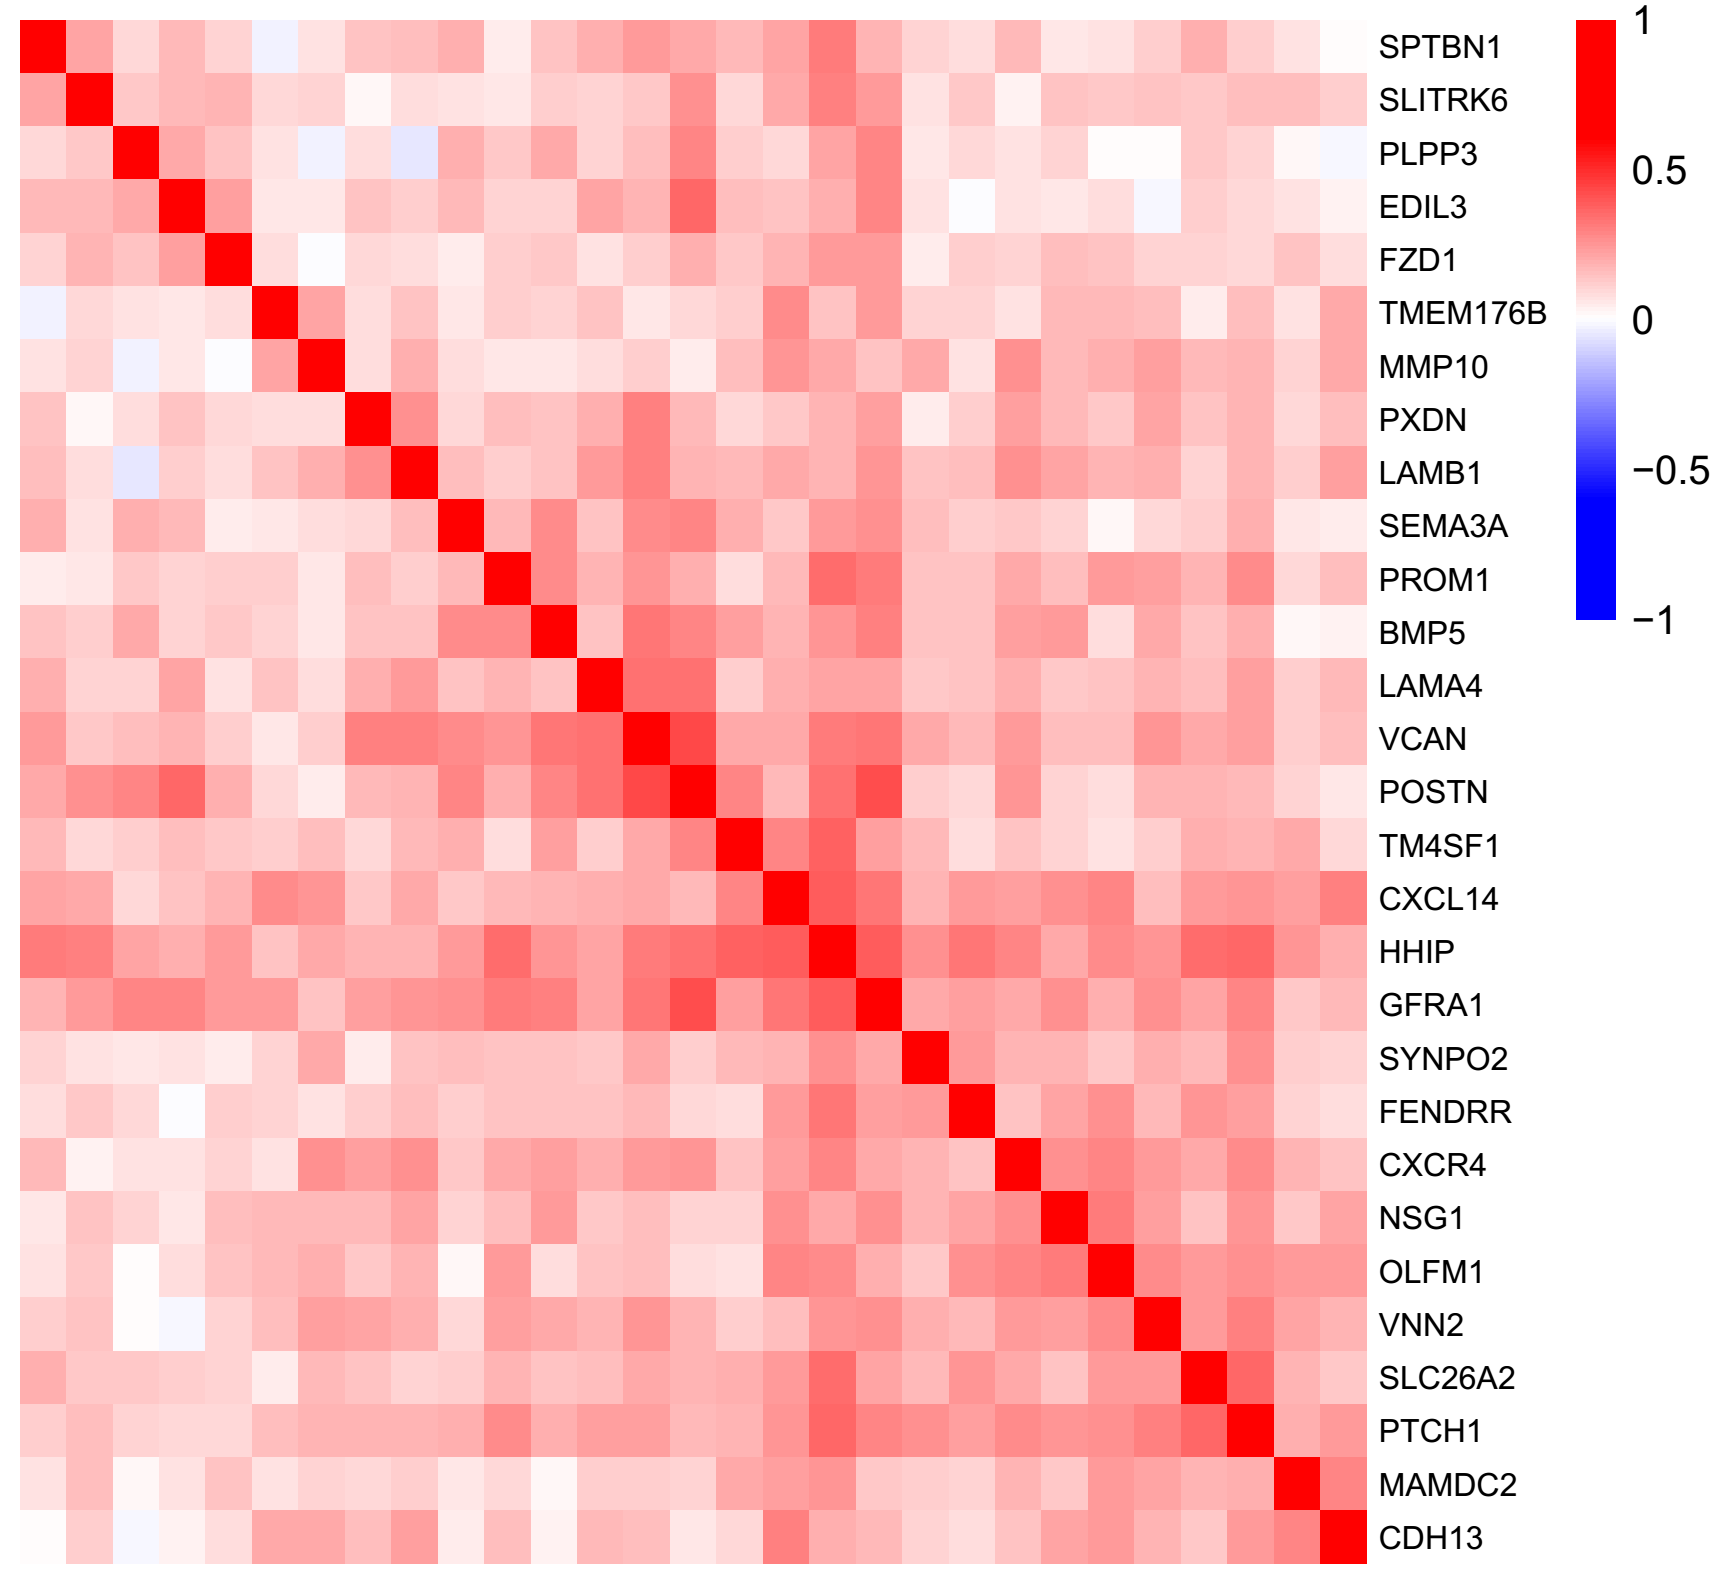 SPTBN1
SLITRK6
PLPP3
EDIL3
FZD1
TMEM176B
MMP10
PXDN
LAMB1
SEMA3A
PROM1
BMP5
LAMA4
VCAN
POSTN
TM4SF1
CXCL14
HHIP
GFRA1
SYNPO2
FENDRR
CXCR4
NSG1
OLFM1
VNN2
SLC26A2
PTCH1
MAMDC2
CDH13
1
0.5
0
−0.5
−1